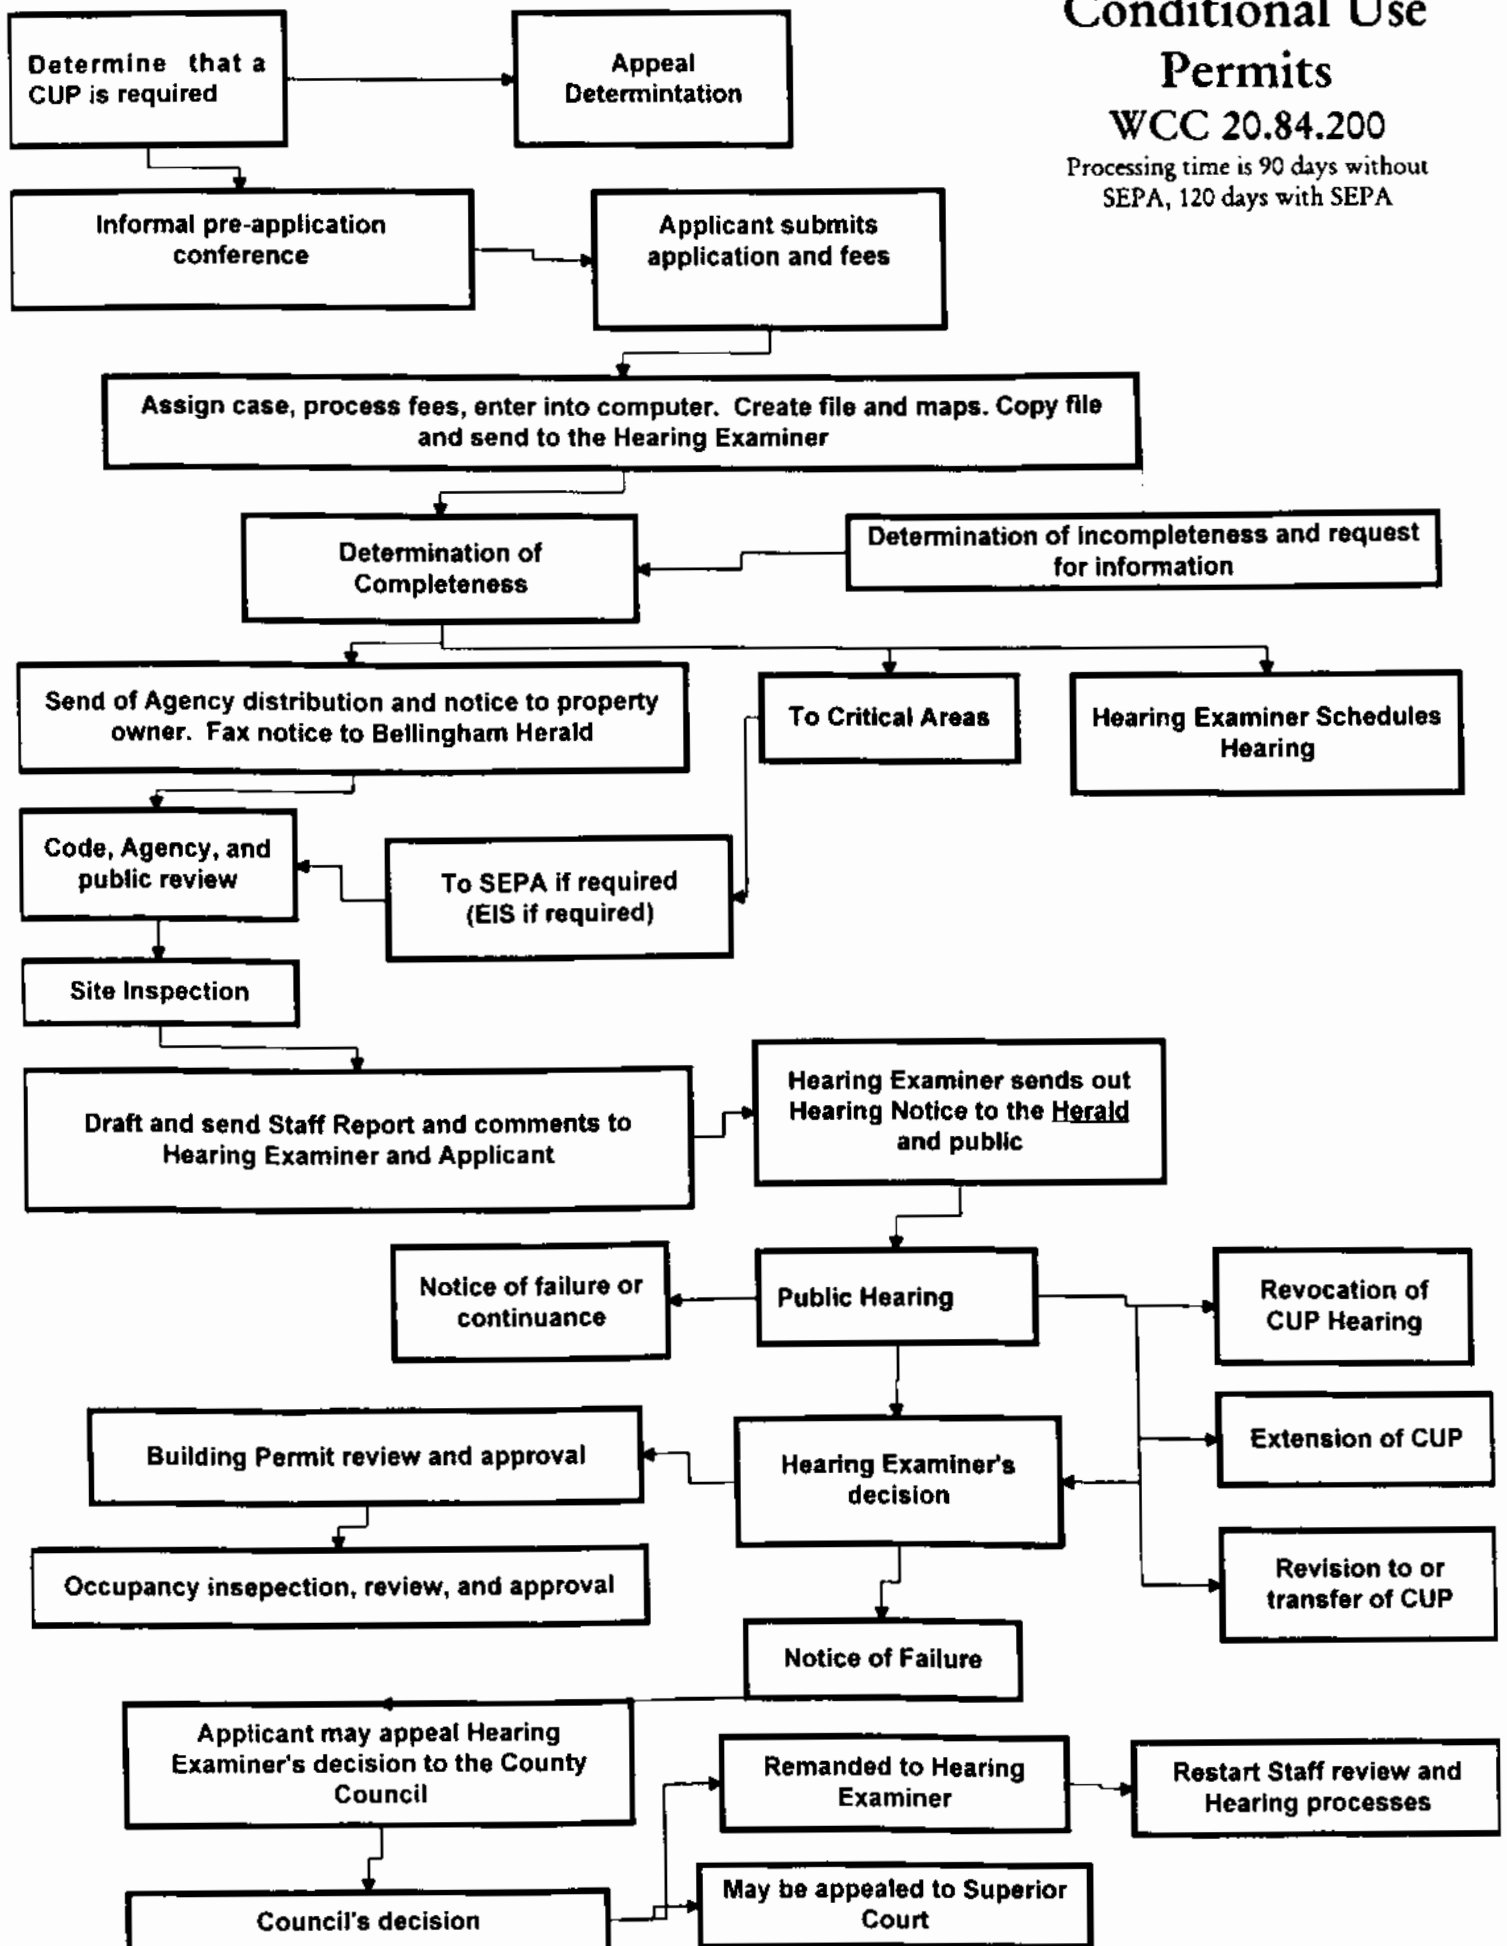 Conditional Use
Permits
WCC 20.84.200
Processing time is 90 days without
SEPA, 120 days with SEPA
Determine that a
CUP is required
Appeal
Determintation
Informal pre-application
conference
Applicant submits
application and fees
Assign case, process fees, enter into computer. Create file and maps. Copy file
and send to the Hearing Examiner
Determination of
Completeness
Determination of incompleteness and request
for information
Send of Agency distribution and notice to property
owner. Fax notice to Bellingham Herald
To Critical Areas
Hearing Examiner Schedules
Hearing
Code, Agency, and
public review
To SEPA if required
(EIS if required)
Site Inspection
Draft and send Staff Report and comments to
Hearing Examiner and Applicant
Hearing Examiner sends out
Hearing Notice to the Herald
and public
Notice of failure or
continuance
Public Hearing
Revocation of
CUP Hearing
Building Permit review and approval
Hearing Examiner's
decision
Extension of CUP
Occupancy insepection, review, and approval
Revision to or
transfer of CUP
Notice of Failure
Applicant may appeal Hearing
Examiner's decision to the County
Council
Remanded to Hearing
Examiner
Restart Staff review and
Hearing processes
Council's decision
May be appealed to Superior
Court